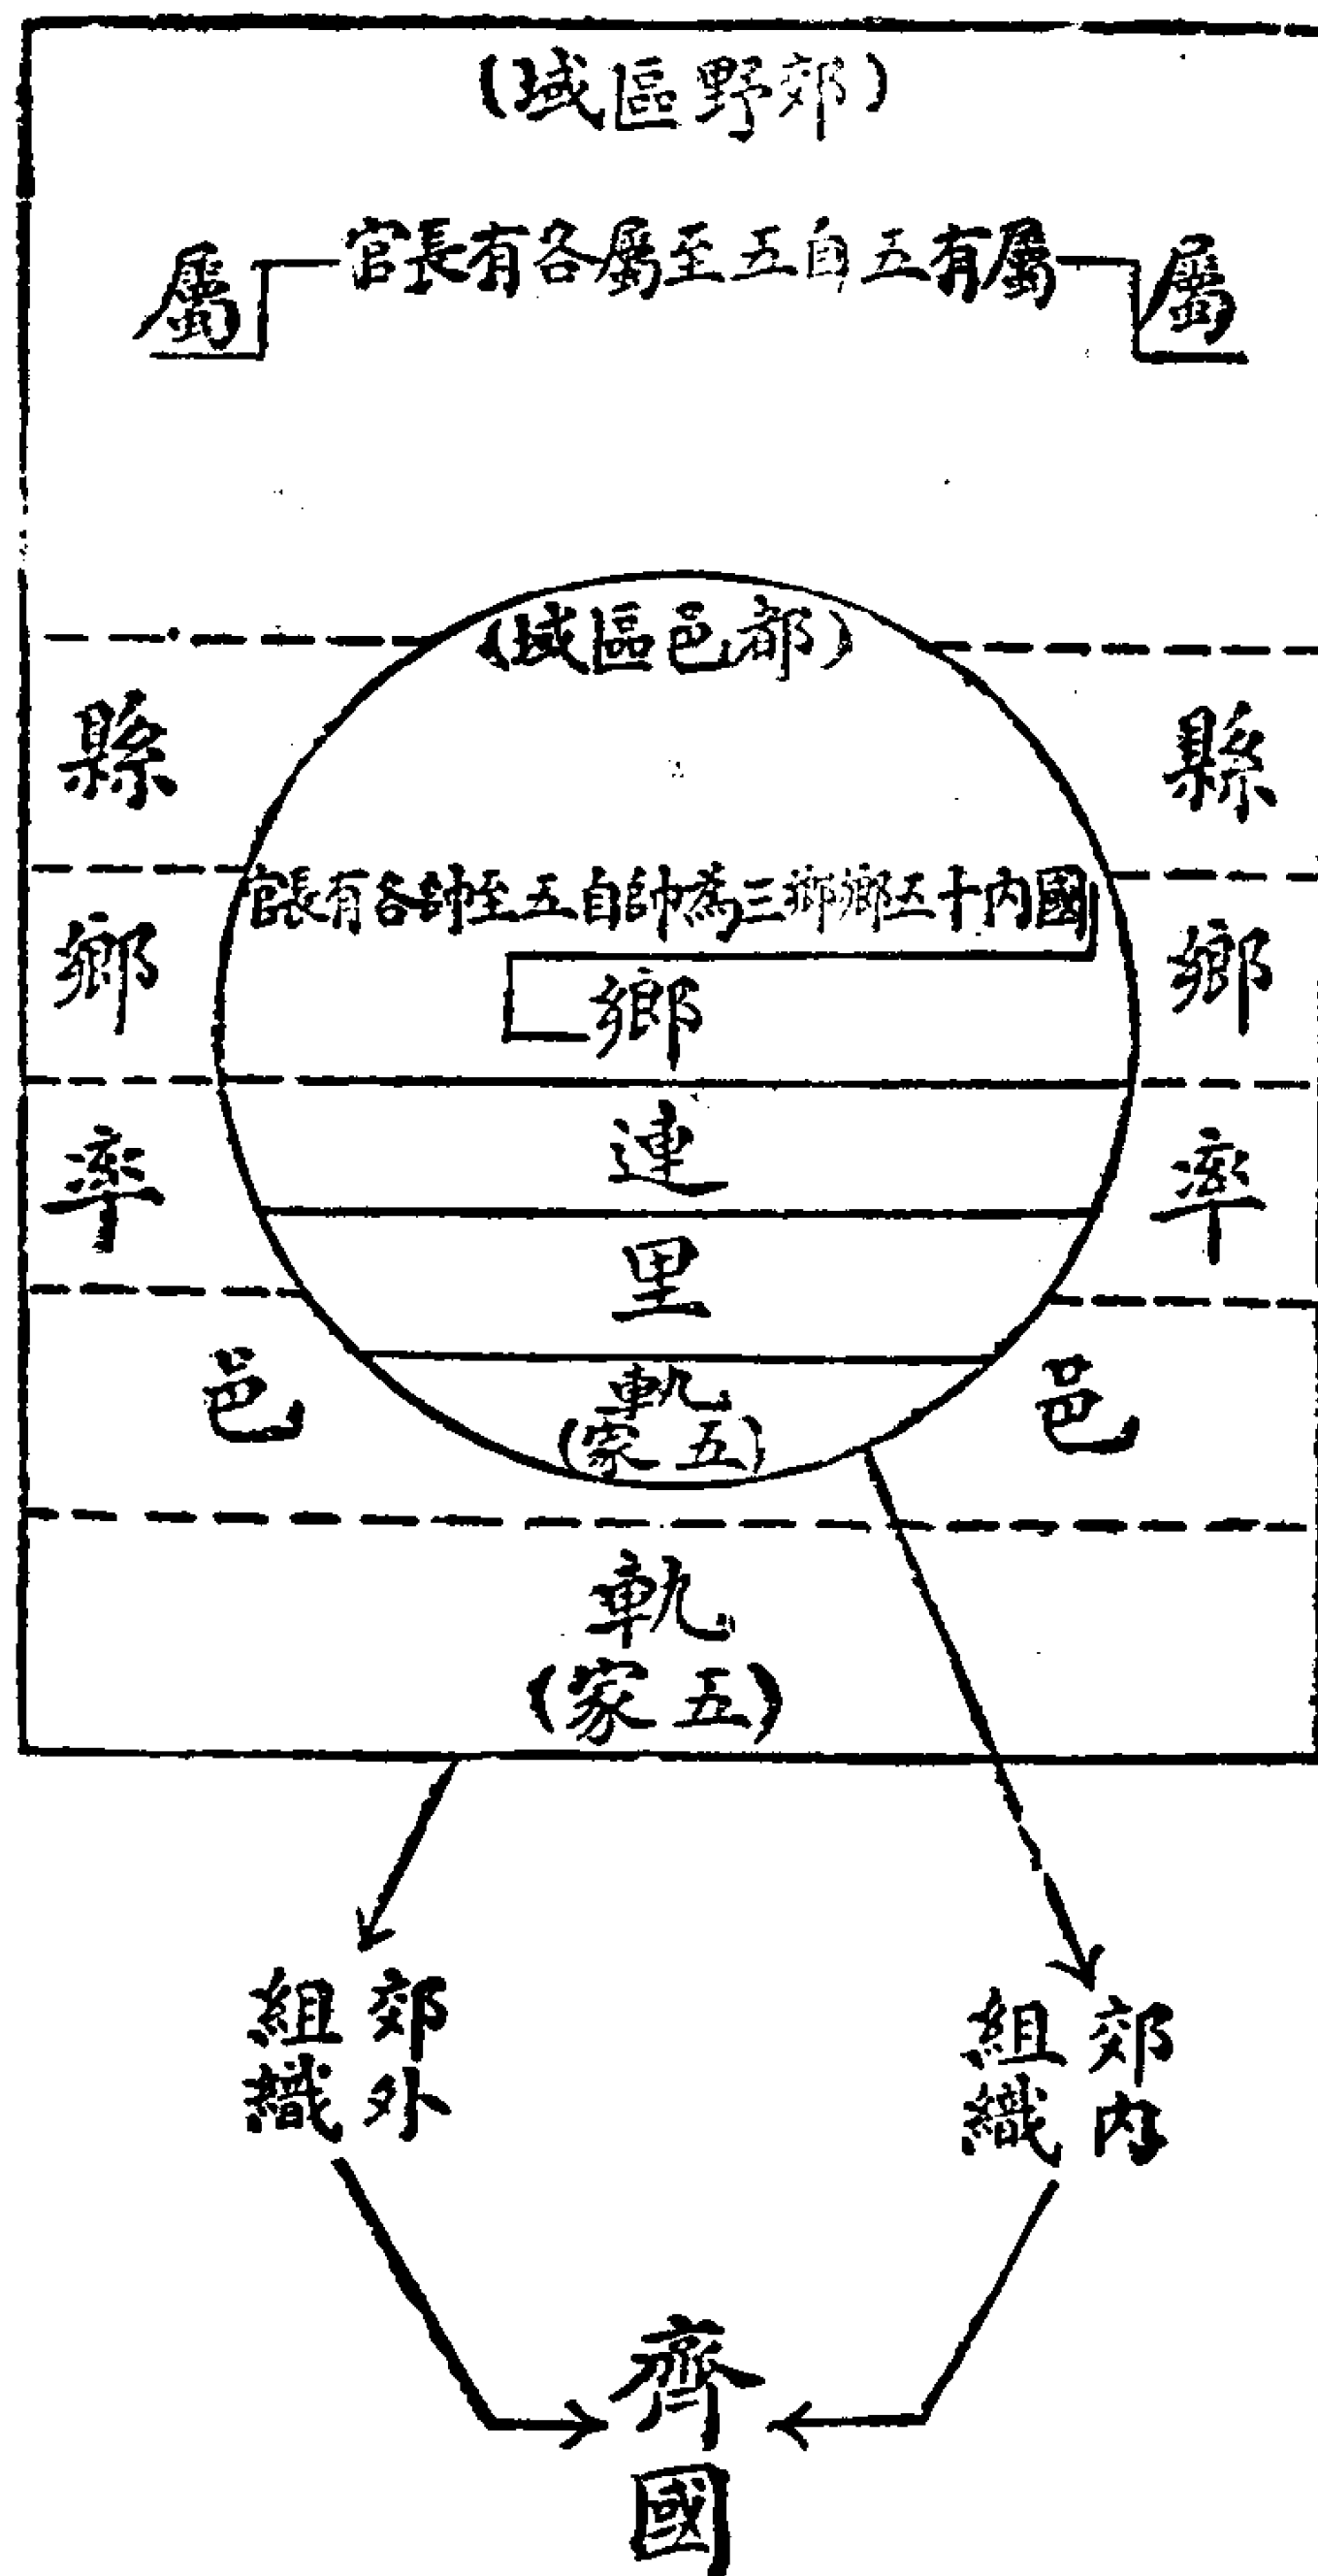 (郊野區域)
屬
屬有五自五至屬各有長官
屬
(都邑區域)
縣
縣
國內十五鄉鄉三為帥自五至帥各有長官
鄉
鄉
鄉
連
率
率
里
邑
邑
軌
(五家)
軌
(五家)
郊內
組織
郊外
組織
齊國